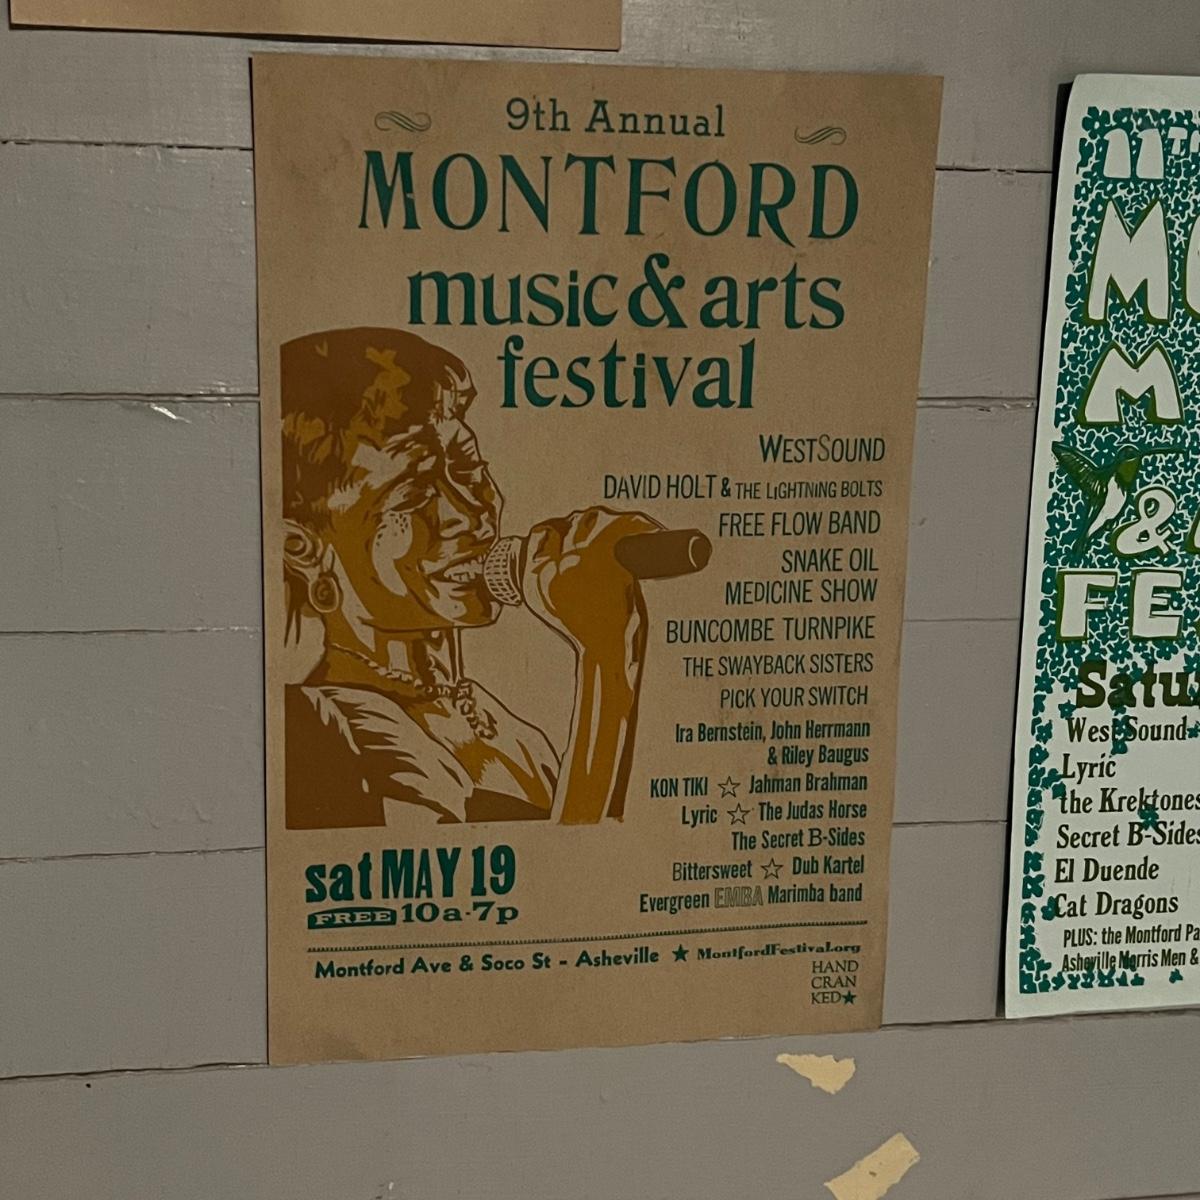 9th Annual
MONTFORD
music & arts
festival
WESTSOUND
DAVID HOLT & THE LIGHTNING BOLTS
FREE FLOW BAND
SNAKE OIL
MEDICINE SHOW
BUNCOMBE TURNPIKE
THE SWAYBACK SISTERS
PICK YOUR SWITCH
Ira Bernstein, John Herrmann
& Riley Baugus
KON TIKI ☆ Jahman Brahman
Lyric ☆ The Judas Horse
The Secret B-Sides
Bittersweet ☆ Dub Kartel
Evergreen EMBA Marimba band
sat MAY 19
FREE 10a-7p
Montford Ave & Soco St - Asheville ★ MontfordFestival.org
HAND
CRAN
KED★
11TH
M
M
&
FE
Satu
West Sound
Lyric
the Krektones
Secret B-Sides
El Duende
Cat Dragons
PLUS: the Montford Pa
Asheville Morris Men &